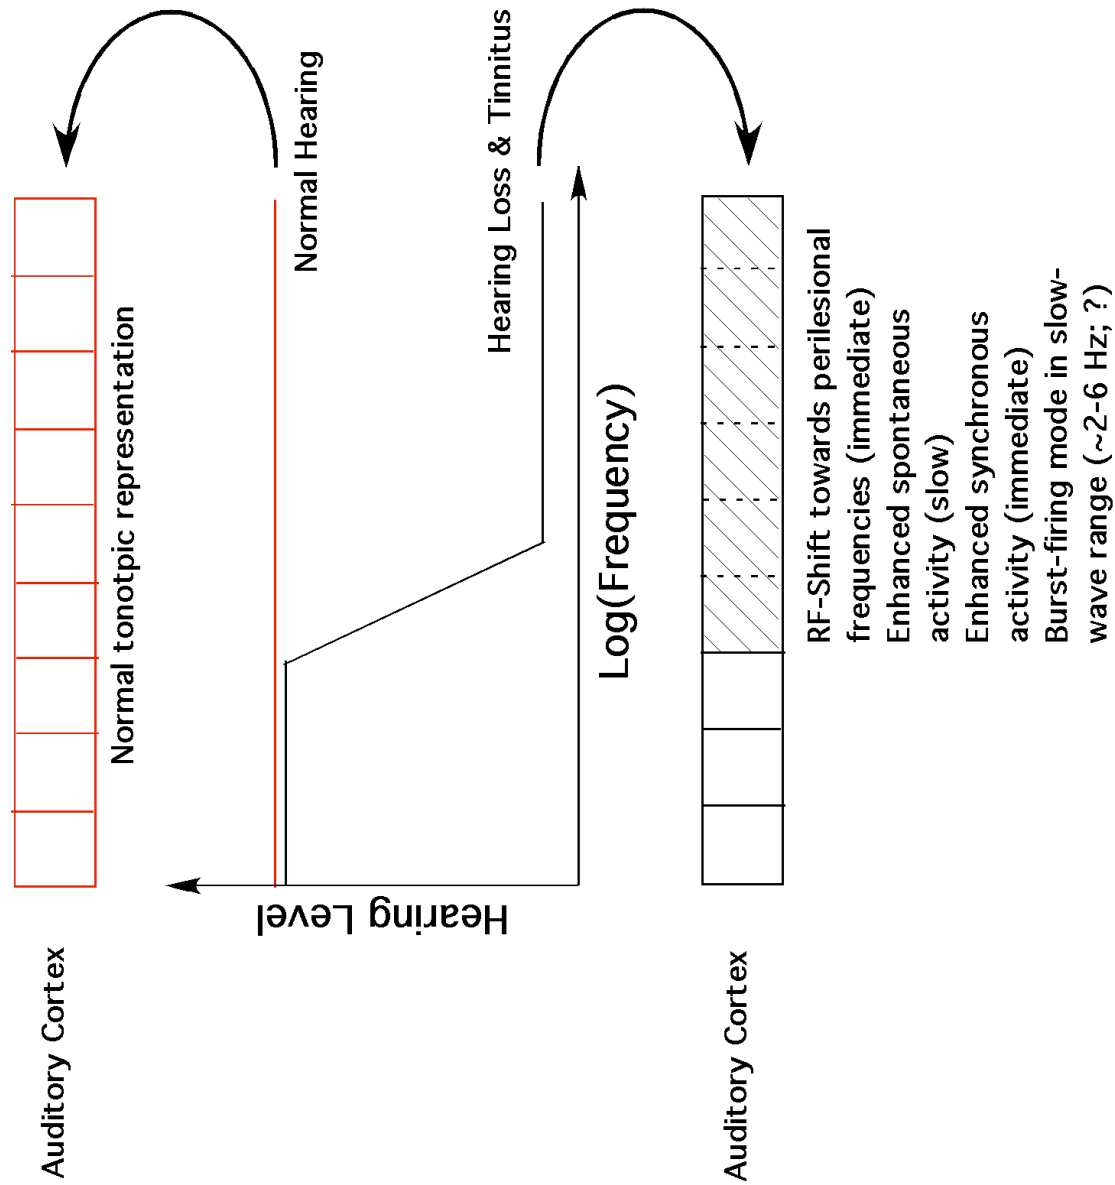 Auditory Cortex
Normal tonotpic representation
Normal Hearing
Hearing Level
Hearing Loss & Tinnitus
Log(Frequency)
Auditory Cortex
RF-Shift towards perilesional
frequencies (immediate)
Enhanced spontaneous
activity (slow)
Enhanced synchronous
activity (immediate)
Burst-firing mode in slow-
wave range (~2-6 Hz; ?)